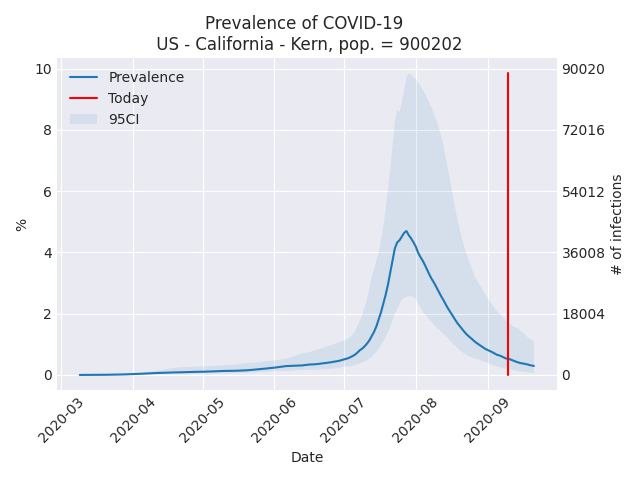 Prevalence of COVID-19
US - California - Kern, pop. = 900202
Prevalence
Today
95CI
10
8
6
4
2
0
%
90020
72016
54012
36008
18004
0
# of infections
2020-03
2020-04
2020-05
2020-06
2020-07
2020-08
2020-09
Date